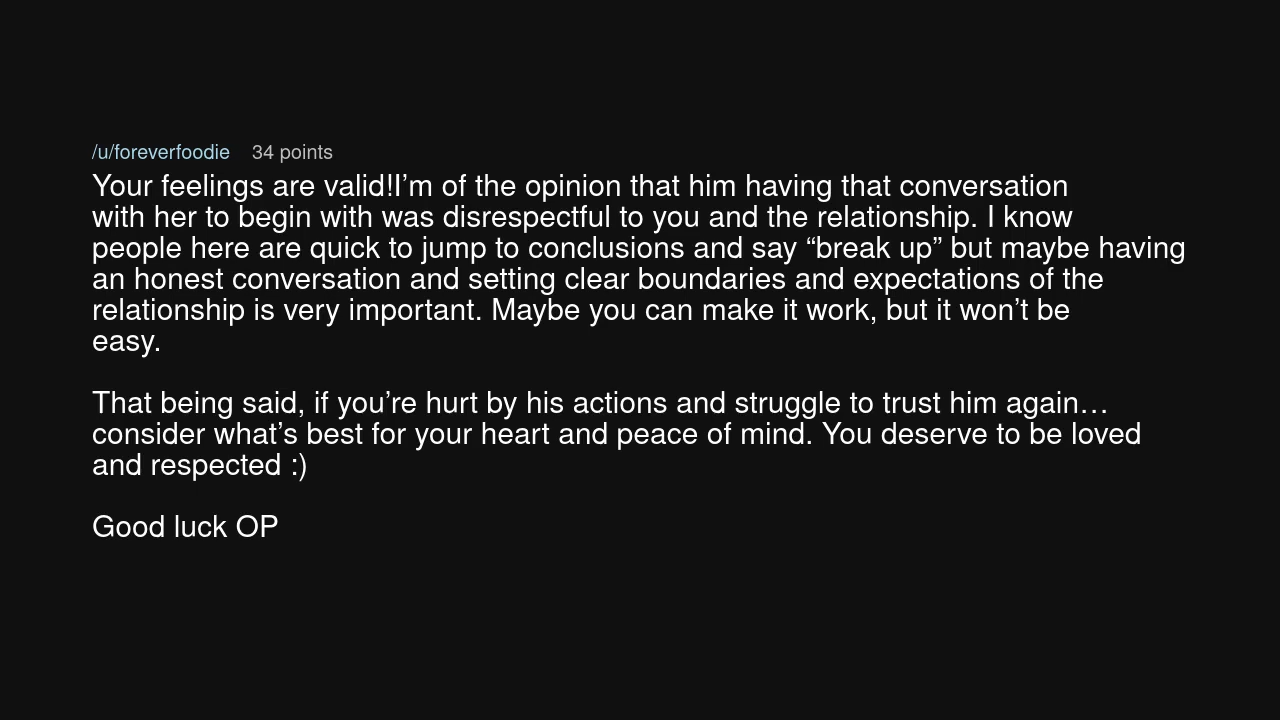 /u/foreverfoodie 34 points
Your feelings are valid!I’m of the opinion that him having that conversation
with her to begin with was disrespectful to you and the relationship. I know
people here are quick to jump to conclusions and say “break up” but maybe having
an honest conversation and setting clear boundaries and expectations of the
relationship is very important. Maybe you can make it work, but it won’t be
easy.
That being said, if you’re hurt by his actions and struggle to trust him again…
consider what’s best for your heart and peace of mind. You deserve to be loved
and respected :)
Good luck OP